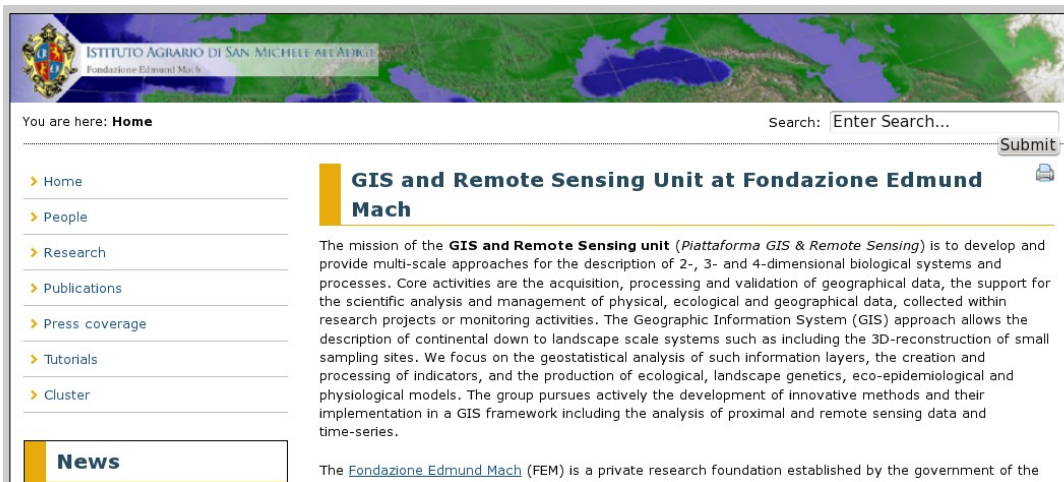 ISTITUTO AGRARIO DI SAN MICHELE ALL'ADIGE
Fondazione Edmund Mach
You are here: Home
Search: Enter Search...
Submit
Home
People
Research
Publications
Press coverage
Tutorials
Cluster
News
GIS and Remote Sensing Unit at Fondazione Edmund
Mach
The mission of the GIS and Remote Sensing unit (Piattaforma GIS & Remote Sensing) is to develop and
provide multi-scale approaches for the description of 2-, 3- and 4-dimensional biological systems and
processes. Core activities are the acquisition, processing and validation of geographical data, the support for
the scientific analysis and management of physical, ecological and geographical data, collected within
research projects or monitoring activities. The Geographic Information System (GIS) approach allows the
description of continental down to landscape scale systems such as including the 3D-reconstruction of small
sampling sites. We focus on the geostatistical analysis of such information layers, the creation and
processing of indicators, and the production of ecological, landscape genetics, eco-epidemiological and
physiological models. The group pursues actively the development of innovative methods and their
implementation in a GIS framework including the analysis of proximal and remote sensing data and
time-series.
The Fondazione Edmund Mach (FEM) is a private research foundation established by the government of the